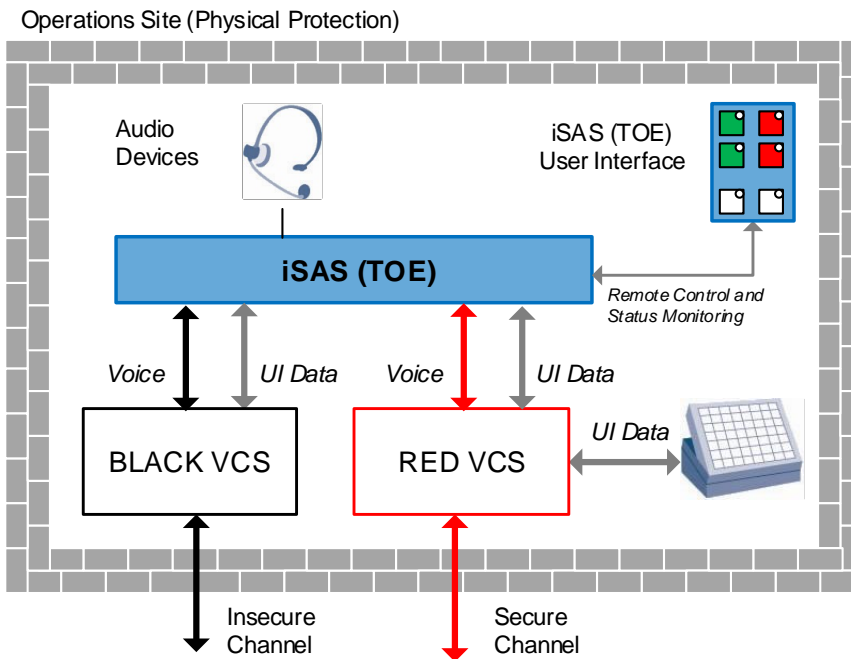 Operations Site (Physical Protection)
Audio
Devices
iSAS (TOE)
User Interface
iSAS (TOE)
Remote Control and
Status Monitoring
Voice
UI Data
Voice
UI Data
UI Data
BLACK VCS
RED VCS
Insecure
Channel
Secure
Channel